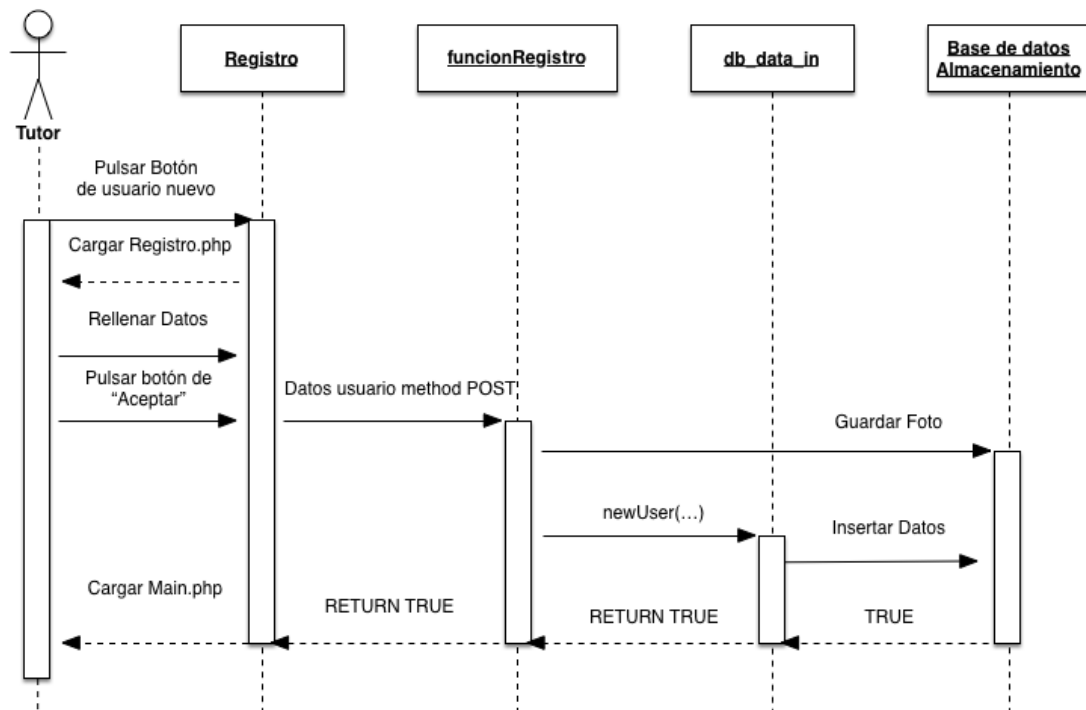 Registro
funcionRegistro
db_data_in
Base de datos
Almacenamiento
Tutor
Pulsar Botón
de usuario nuevo
Cargar Registro.php
Rellenar Datos
Pulsar botón de
“Aceptar”
Datos usuario method POST
Guardar Foto
newUser(…)
Insertar Datos
Cargar Main.php
RETURN TRUE
RETURN TRUE
TRUE